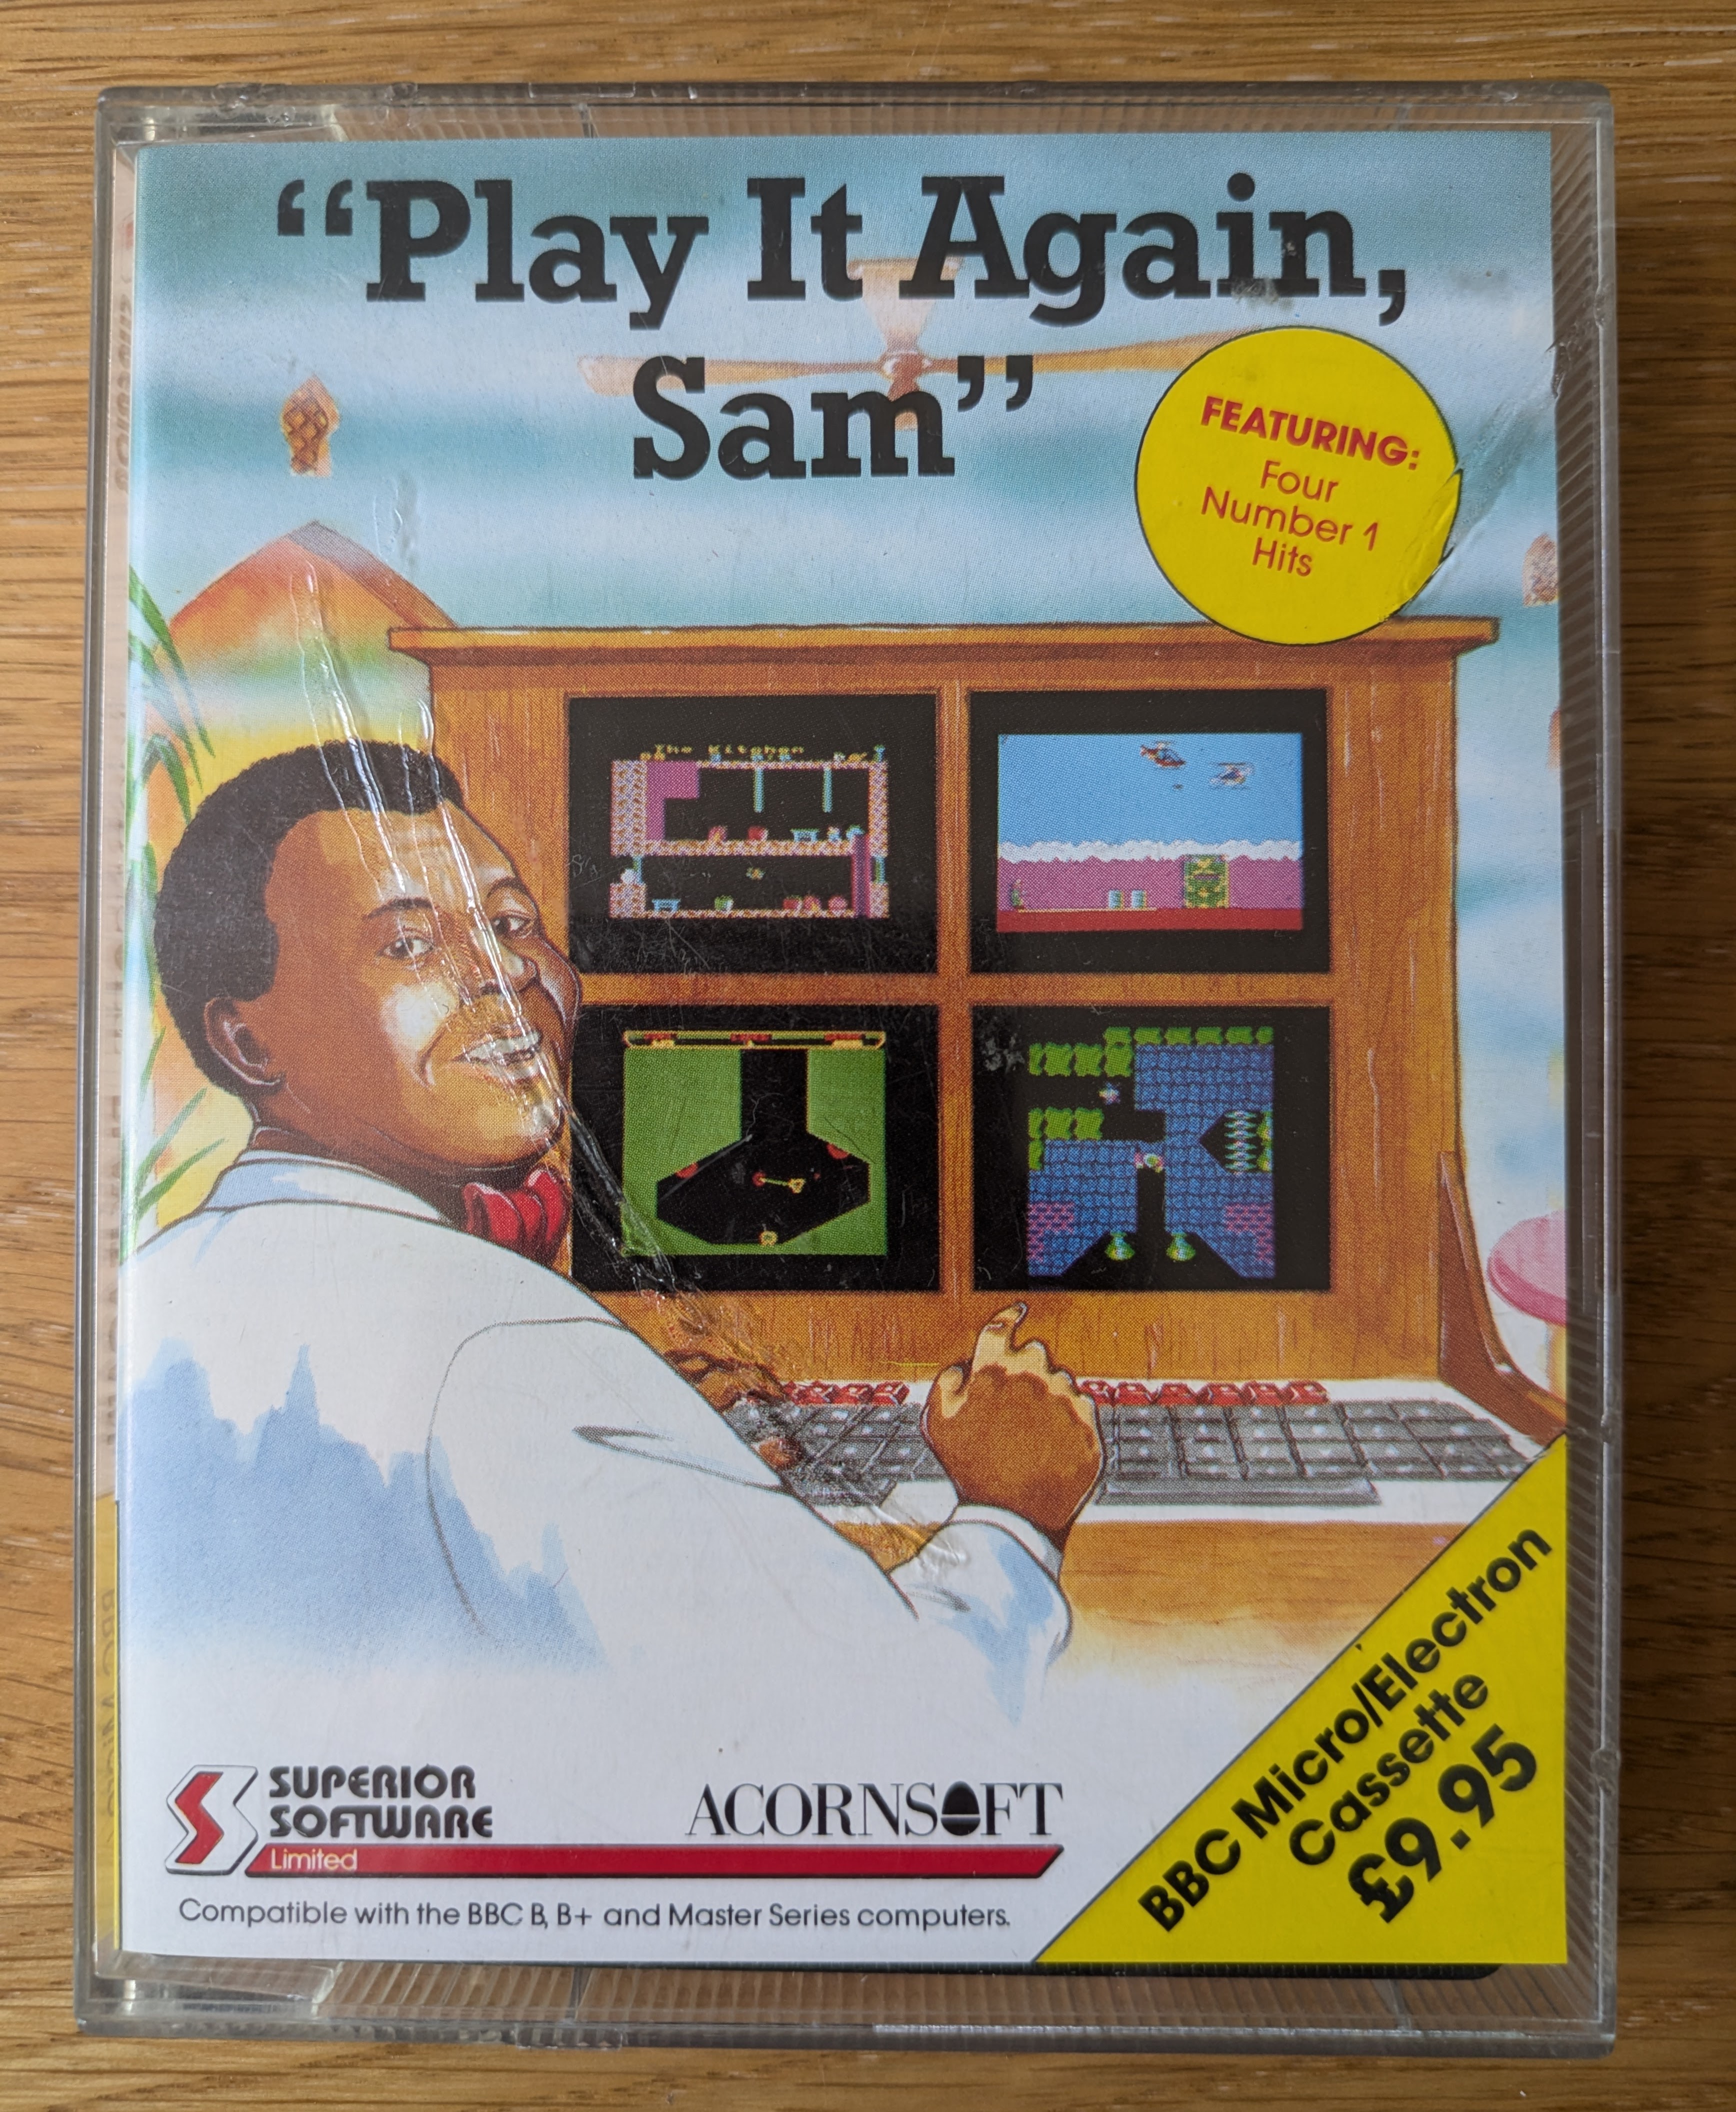 “Play It Again,
Sam”
FEATURING:
Four
Number 1
Hits
The Kitchen
BBC Micro/Electron
Cassette
£9.95
SUPERIOR
SOFTWARE
Limited
ACORNSOFT
Compatible with the BBC B, B+ and Master Series computers.